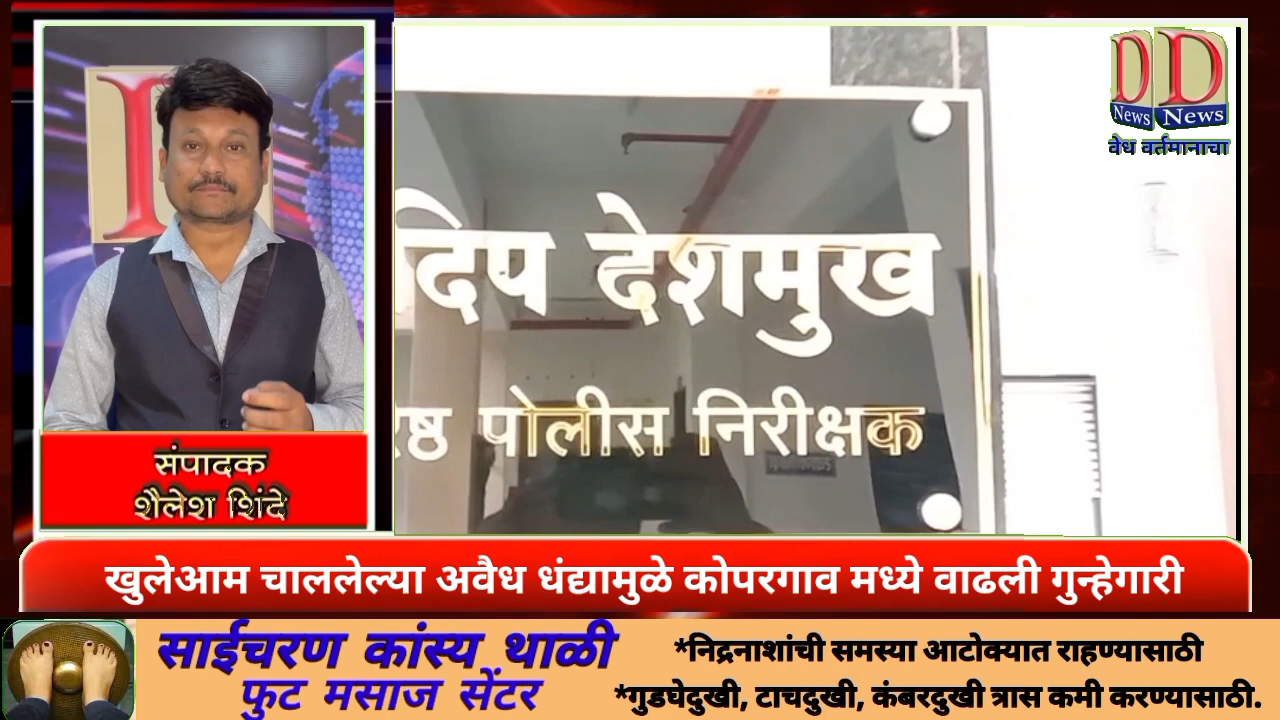 D D
News News
वेध वर्तमानाचा
दिप देशमुख
पोलीस निरीक्षक
संपादक
शैलेश शिंदे
खुलेआम चाललेल्या अवैध धंद्यामुळे कोपरगाव मध्ये वाढली गुन्हेगारी
साईचरण कांस्य थाळी
फुट मसाज सेंटर
*निद्रनाशांची समस्या आटोक्यात राहण्यासाठी
*गुडघेदुखी, टाचदुखी, कंबरदुखी त्रास कमी करण्यासाठी.